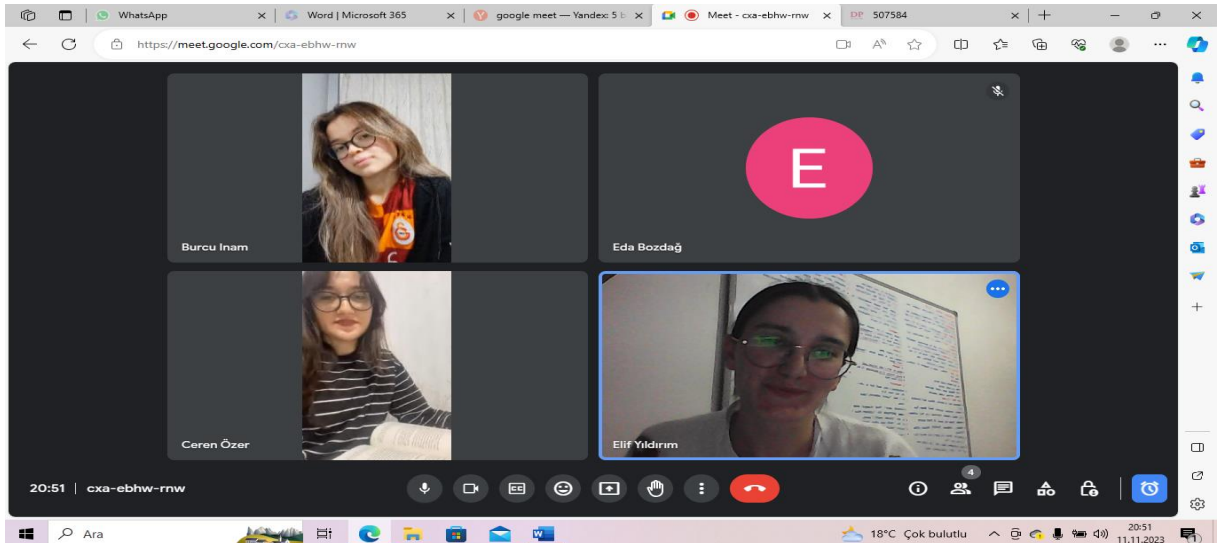 WhatsApp
Word | Microsoft 365
google meet — Yandex: 5 b
Meet - cxa-ebhw-rnw
DP 507584
https://meet.google.com/cxa-ebhw-rnw
Burcu Inam
E
Eda Bozdağ
Ceren Özer
Elif Yıldırım
20:51 | cxa-ebhw-rnw
CC
4
Ara
18°C Çok bulutlu
20:51
11.11.2023